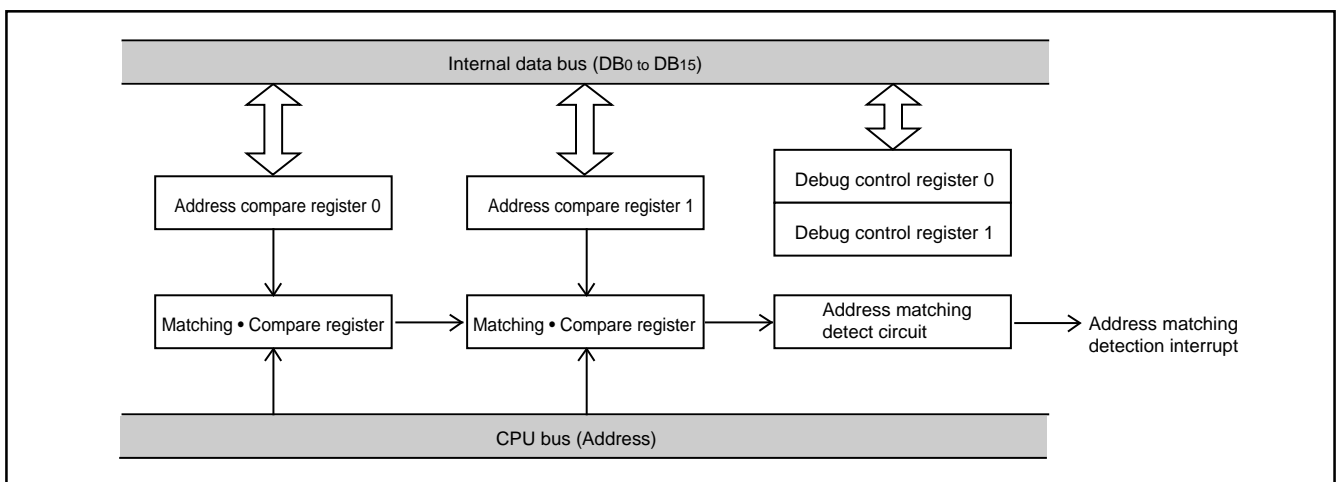 Internal data bus (DB0 to DB15)
Address compare register 0
Address compare register 1
Debug control register 0
Debug control register 1
Matching • Compare register
Matching • Compare register
Address matching
detect circuit
Address matching
detection interrupt
CPU bus (Address)